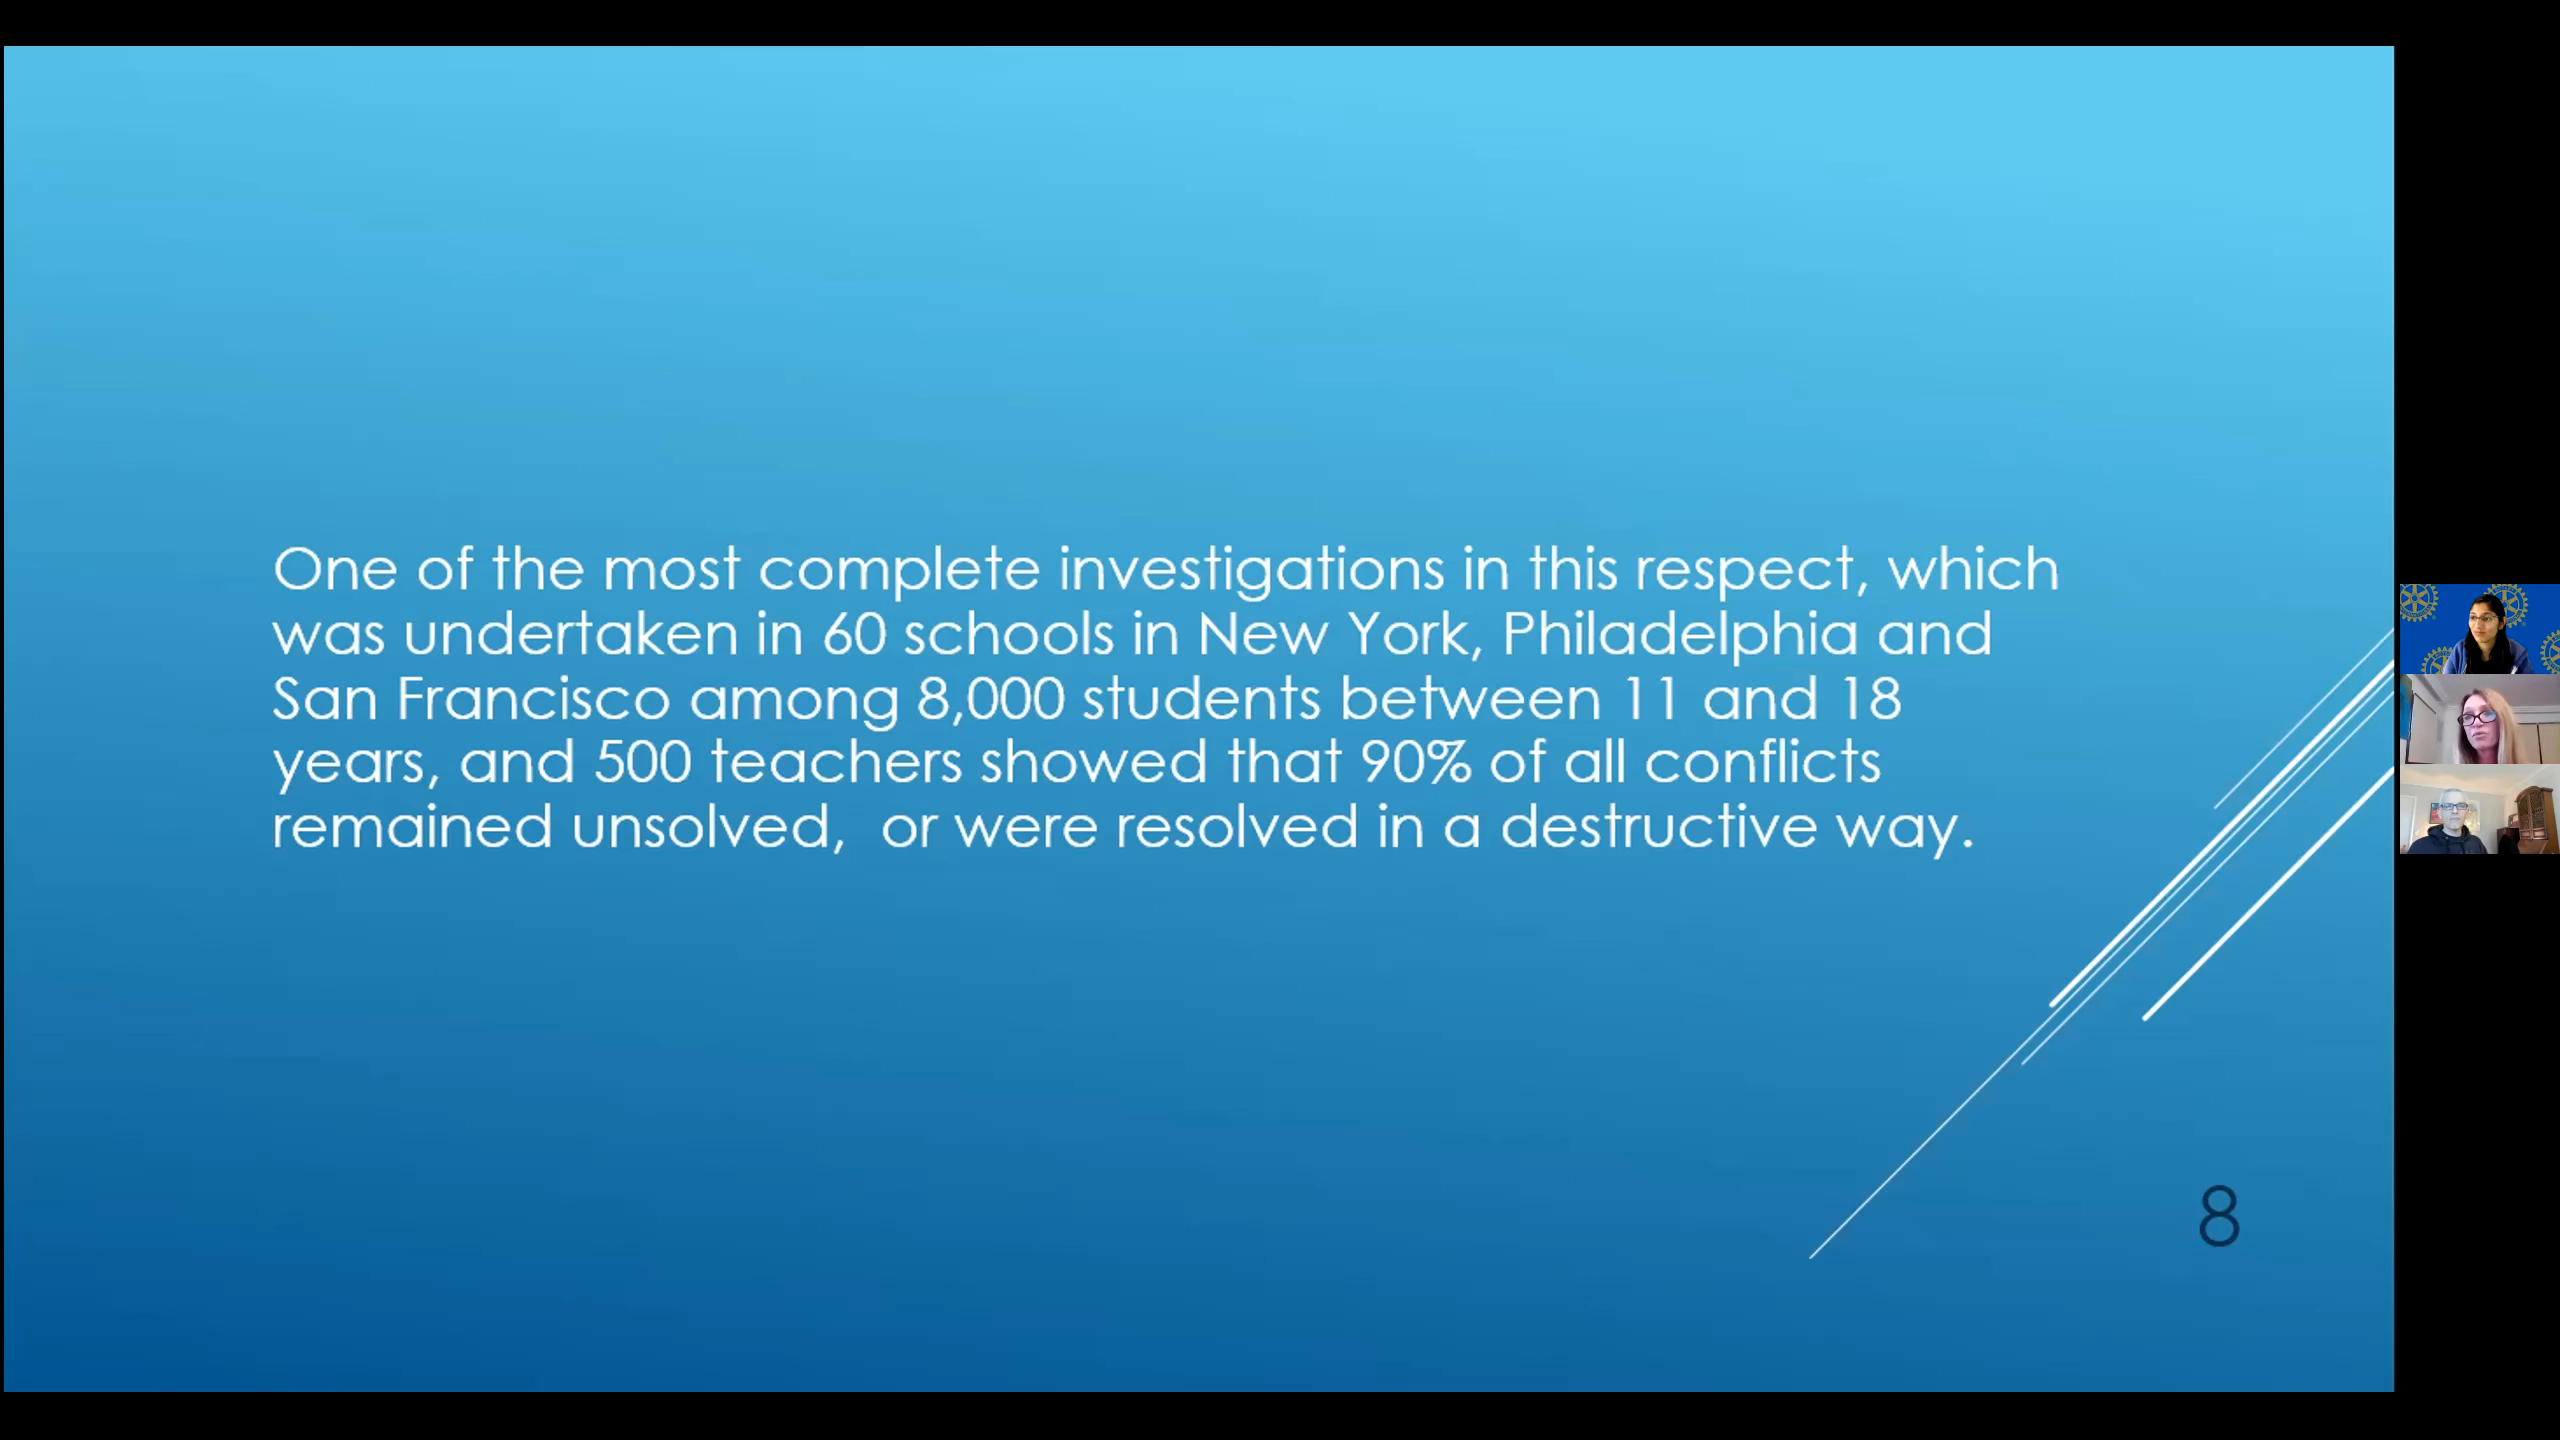 One of the most complete investigations in this respect, which
was undertaken in 60 schools in New York, Philadelphia and
San Francisco among 8,000 students between 11 and 18
years, and 500 teachers showed that 90% of all conflicts
remained unsolved,  or were resolved in a destructive way.
8